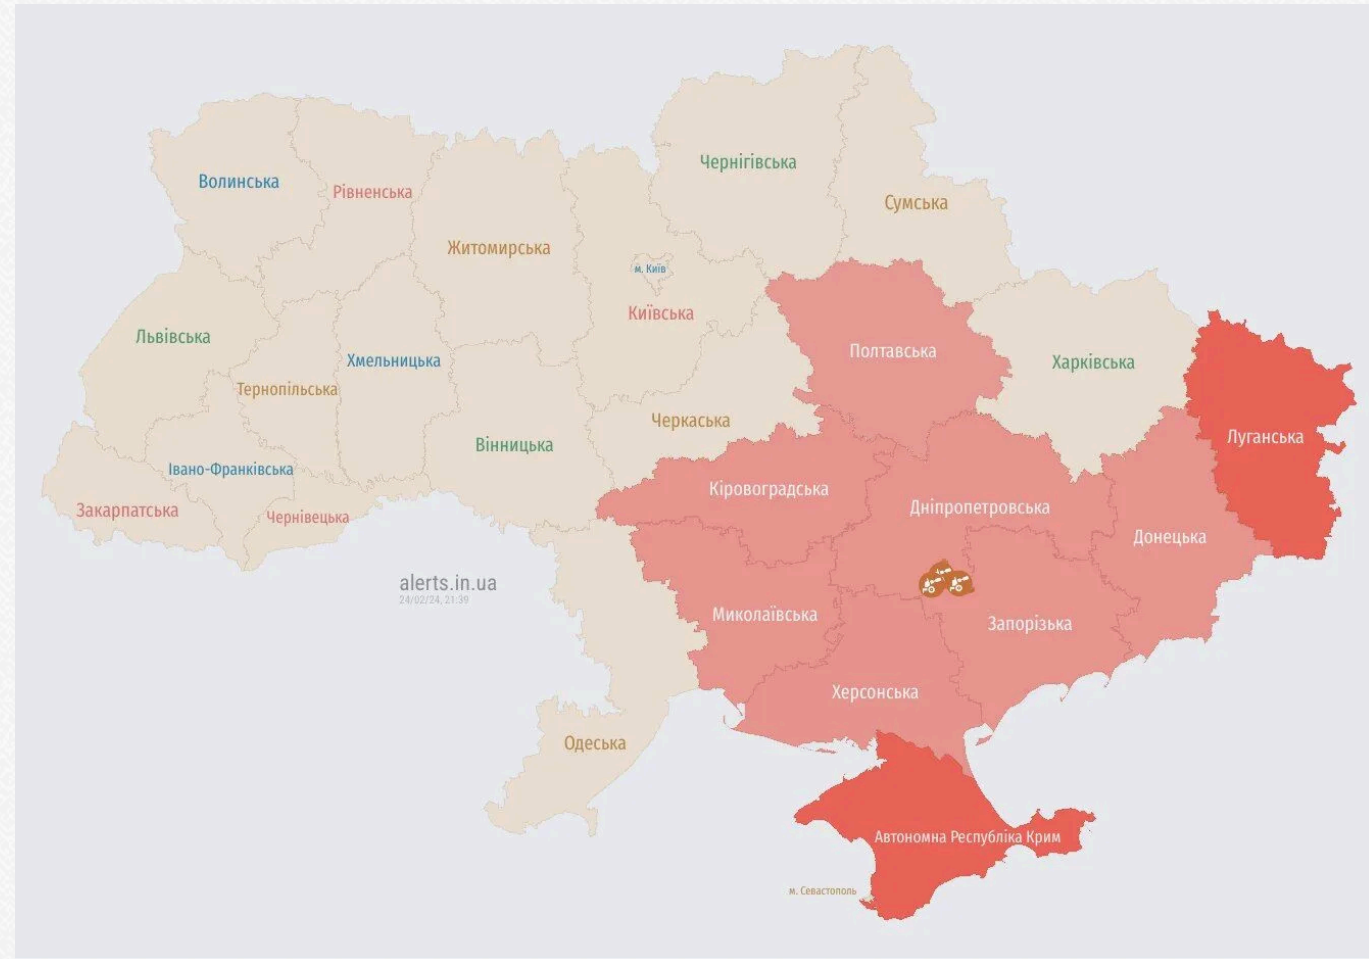 Чернігівська
Волинська
Рівненська
Сумська
Житомирська
м. Київ
Київська
Львівська
Полтавська
Хмельницька
Харківська
Тернопільська
Черкаська
Луганська
Вінницька
Івано-Франківська
Кіровоградська
Закарпатська
Чернівецька
Дніпропетровська
Донецька
alerts.in.ua
24/02/24, 21:39
Миколаївська
Запорізька
Херсонська
Одеська
Автономна Республіка Крим
м. Севастополь